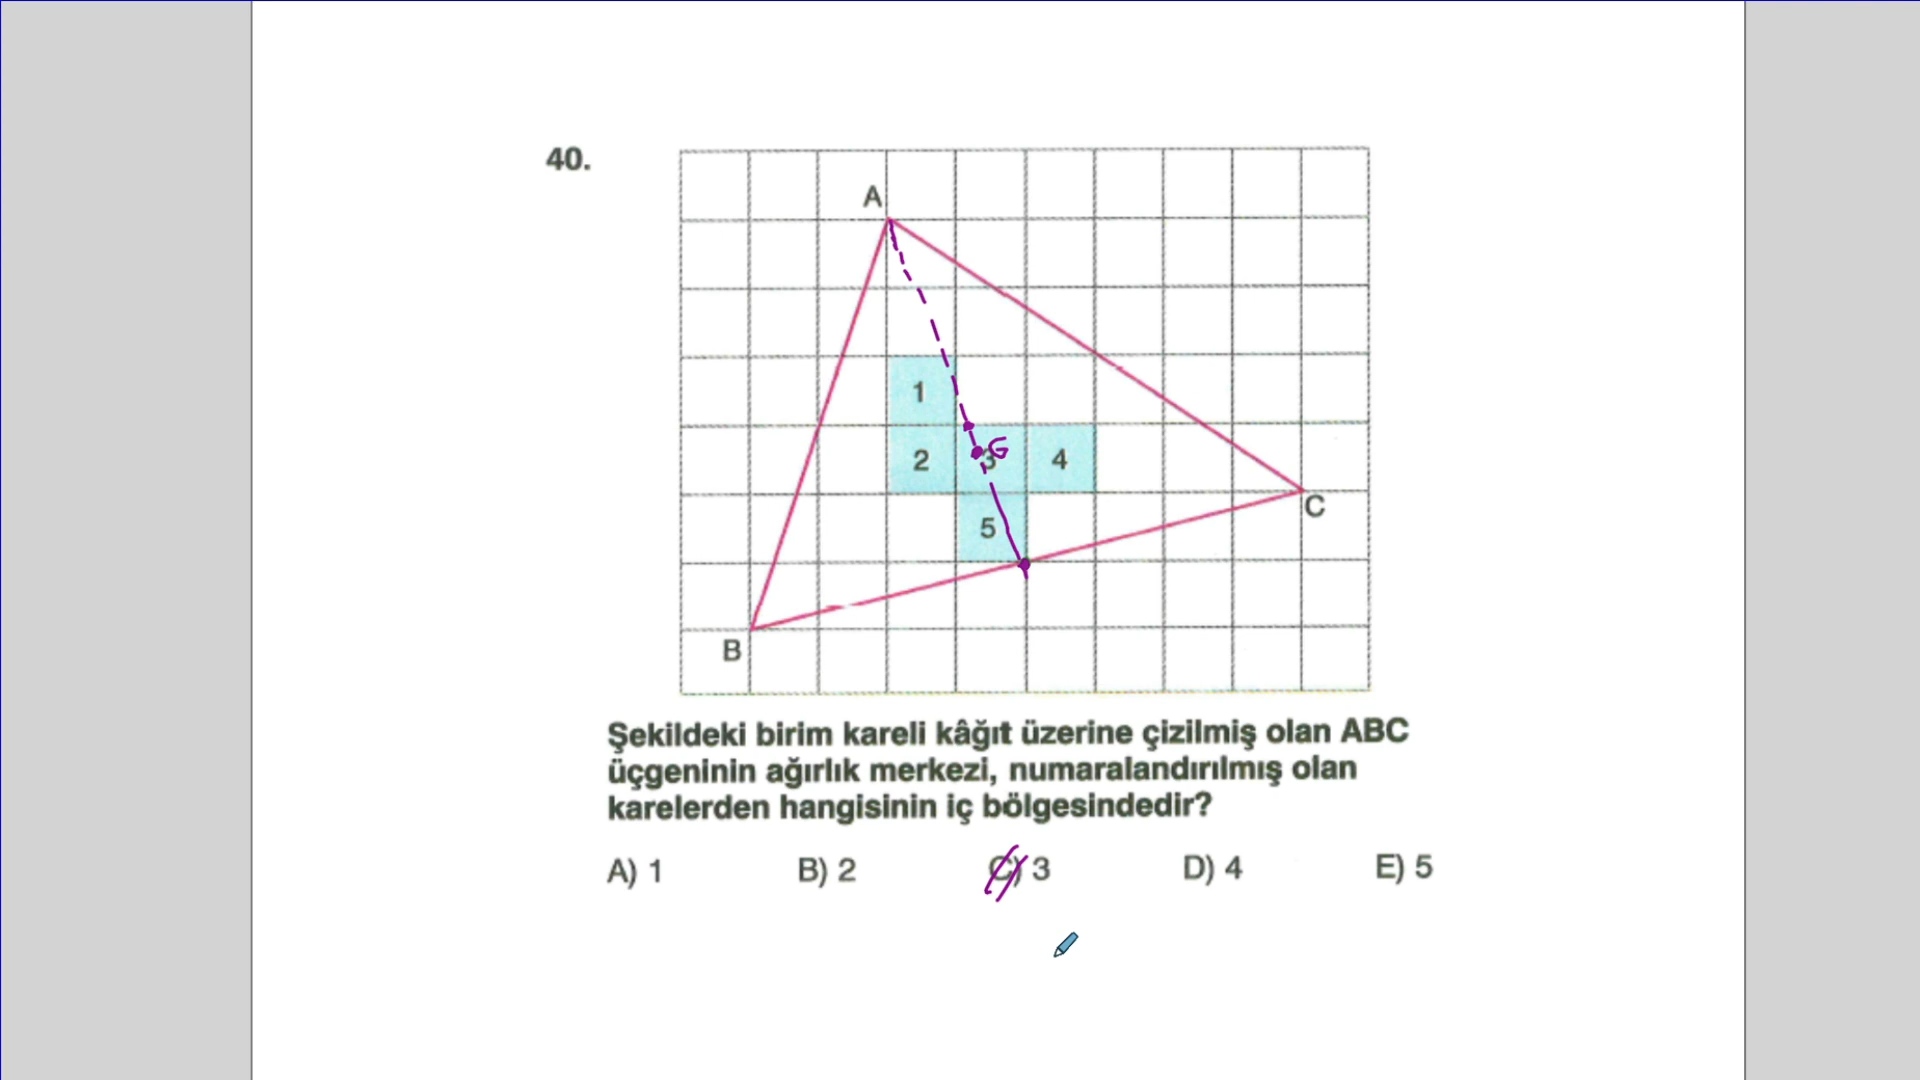 40.
A
1
2
3
G
4
5
C
B
Şekildeki birim kareli kâğıt üzerine çizilmiş olan ABC
üçgeninin ağırlık merkezi, numaralandırılmış olan
karelerden hangisinin iç bölgesindedir?
A) 1 B) 2 C) 3 D) 4 E) 5